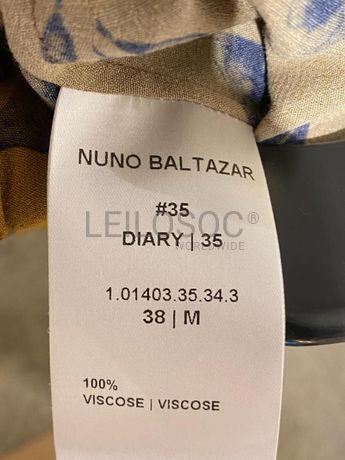 NUNO BALTAZAR
#35
LEILOSOC®
WORLDWIDE
DIARY | 35
1.01403.35.34.3
38 | M
100%
VISCOSE | VISCOSE